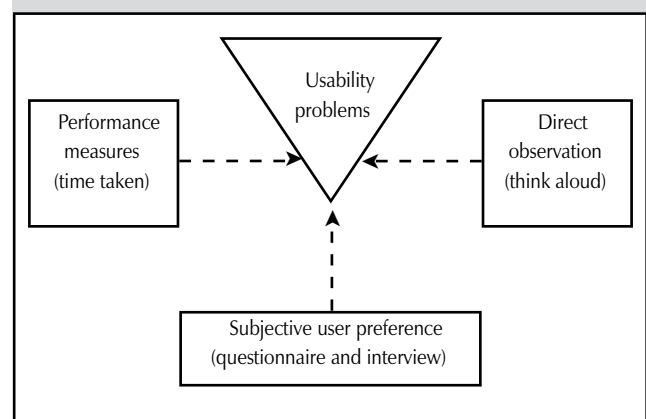 Usability
problems
Performance
measures
(time taken)
Direct
observation
(think aloud)
Subjective user preference
(questionnaire and interview)